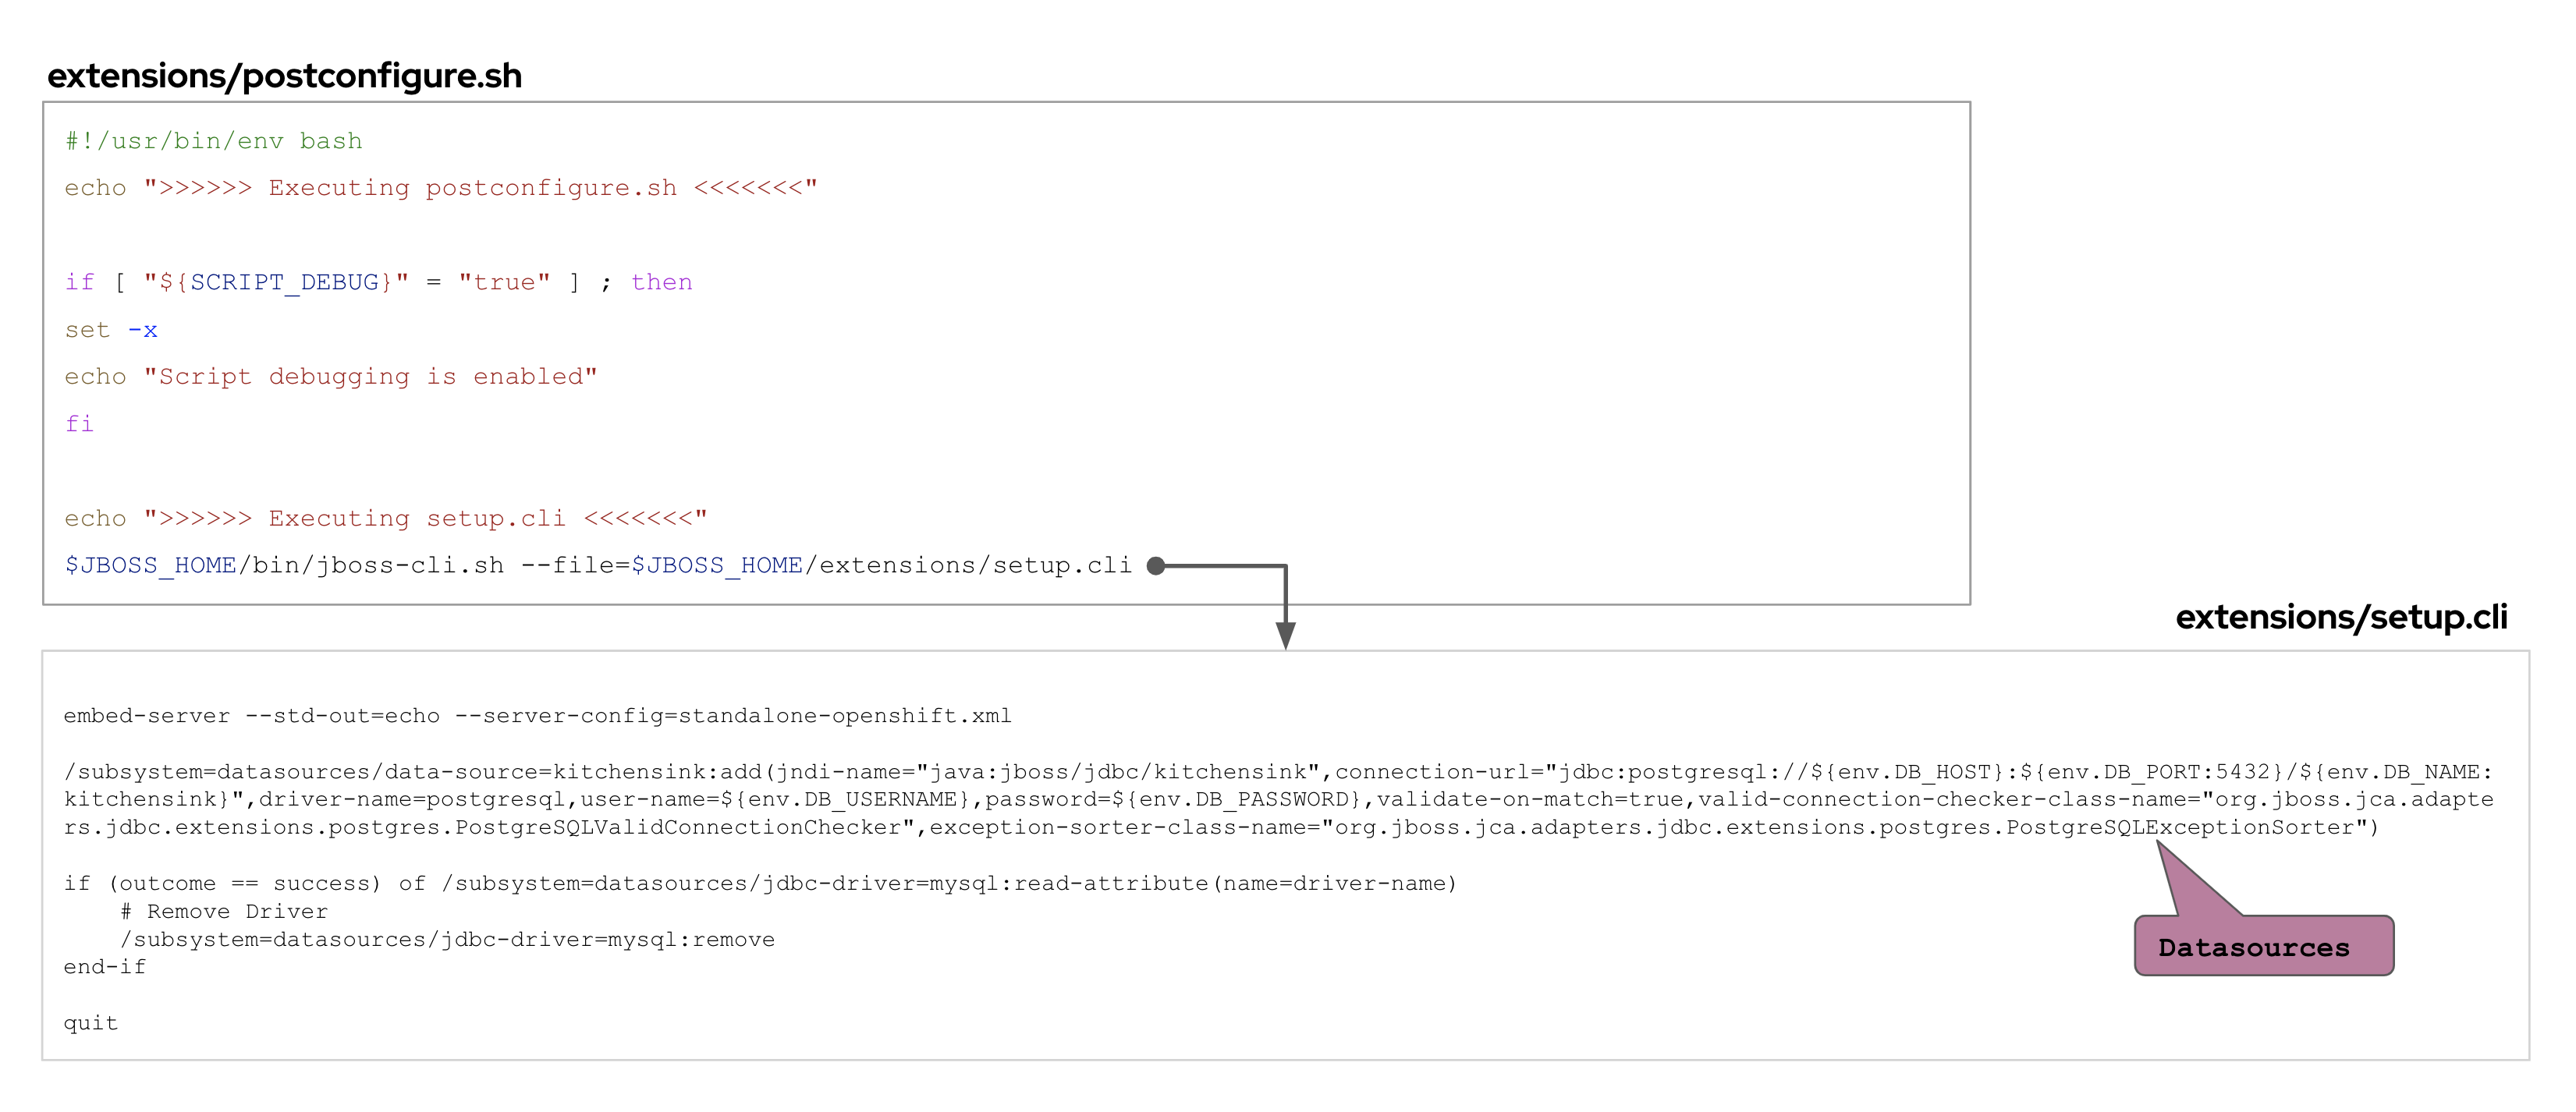 extensions/postconfigure.sh
#!/usr/bin/env bash
echo ">>>>>> Executing postconfigure.sh <<<<<<<"
if [ "${SCRIPT_DEBUG}" = "true" ] ; then
set -x
echo "Script debugging is enabled"
fi
echo ">>>>>> Executing setup.cli <<<<<<<"
$JBOSS_HOME/bin/jboss-cli.sh --file=$JBOSS_HOME/extensions/setup.cli
extensions/setup.cli
embed-server --std-out=echo --server-config=standalone-openshift.xml
/subsystem=datasources/data-source=kitchensink:add(jndi-name="java:jboss/jdbc/kitchensink",connection-url="jdbc:postgresql://${env.DB_HOST}:${env.DB_PORT:5432}/${env.DB_NAME:
kitchensink}",driver-name=postgresql,user-name=${env.DB_USERNAME},password=${env.DB_PASSWORD},validate-on-match=true,valid-connection-checker-class-name="org.jboss.jca.adapte
rs.jdbc.extensions.postgres.PostgreSQLValidConnectionChecker",exception-sorter-class-name="org.jboss.jca.adapters.jdbc.extensions.postgres.PostgreSQLExceptionSorter")
if (outcome == success) of /subsystem=datasources/jdbc-driver=mysql:read-attribute(name=driver-name)
    # Remove Driver
    /subsystem=datasources/jdbc-driver=mysql:remove
end-if
Datasources
quit